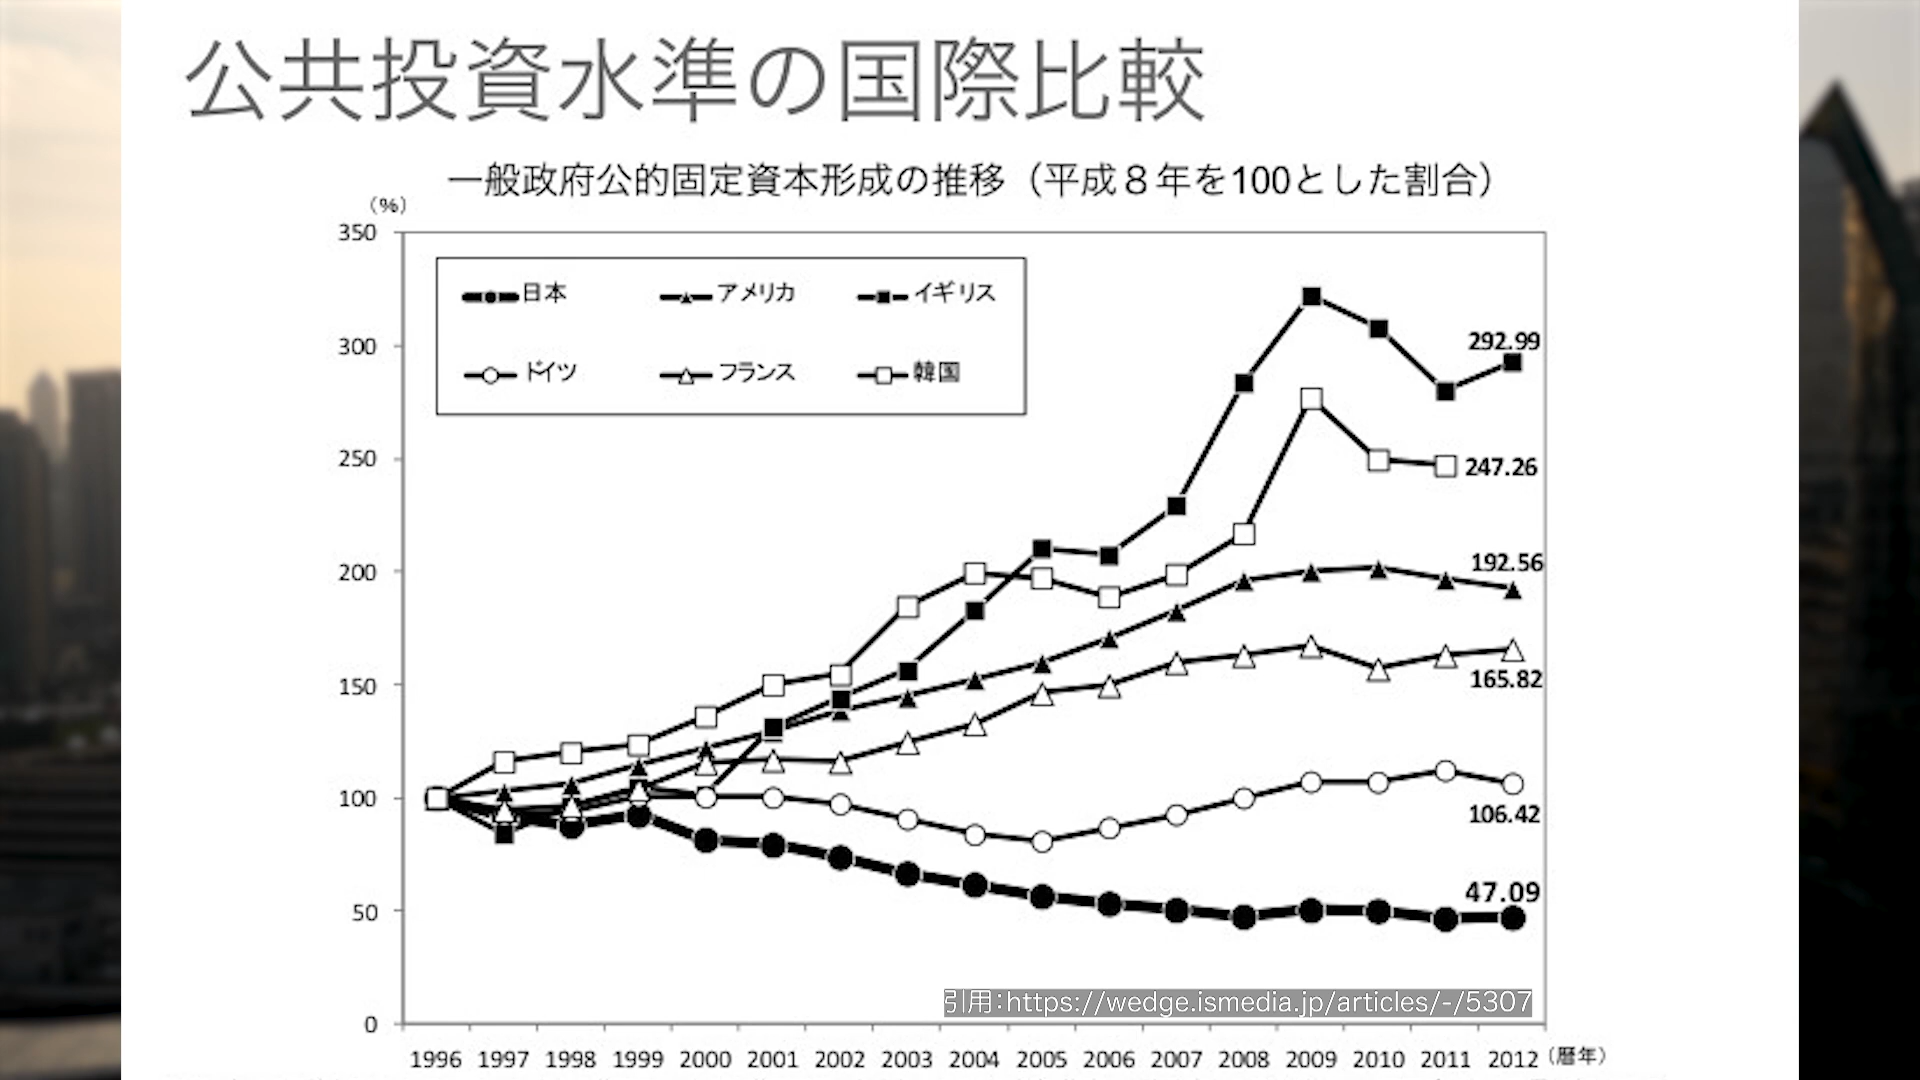 公共投資水準の国際比較
一般政府公的固定資本形成の推移（平成８年を100とした割合）
（%）
350
300
250
200
150
100
50
0
日本
アメリカ
イギリス
ドイツ
フランス
韓国
292.99
247.26
192.56
165.82
106.42
47.09
引用：https://wedge.ismedia.jp/articles/-/5307
1996 1997 1998 1999 2000 2001 2002 2003 2004 2005 2006 2007 2008 2009 2010 2011 2012（暦年）